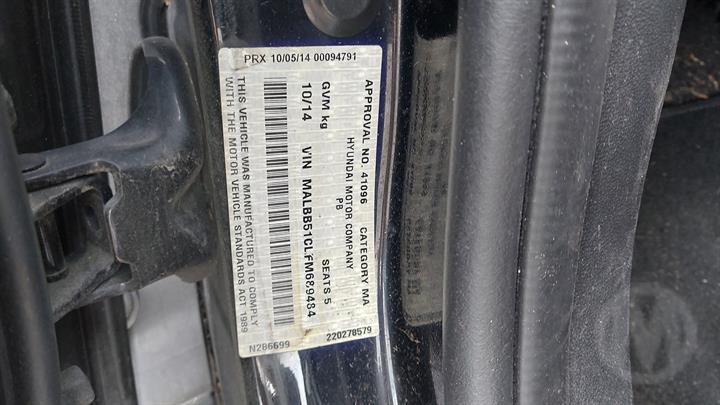 PRX 10/05/14 00094791
APPROVAL NO. 41096 CATEGORY MA
HYUNDAI MOTOR COMPANY
PB
GVM kg SEATS 5
10/14 VIN MALBB51CLFM689484
THIS VEHICLE WAS MANUFACTURED TO COMPLY
WITH THE MOTOR VEHICLE STANDARDS ACT 1989
N286699 220278579